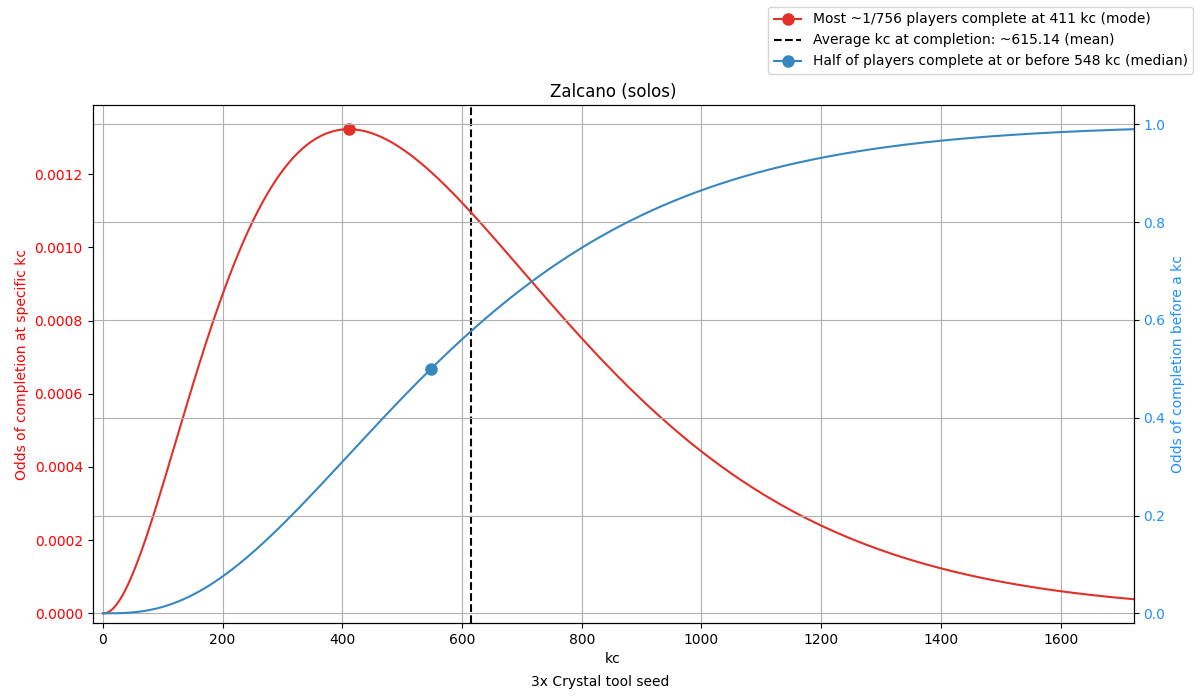 Most ~1/756 players complete at 411 kc (mode)
Average kc at completion: ~615.14 (mean)
Half of players complete at or before 548 kc (median)
Zalcano (solos)
Odds of completion at specific kc
0.0012
0.0010
0.0008
0.0006
0.0004
0.0002
0.0000
1.0
0.8
0.6
0.4
0.2
0.0
Odds of completion before a kc
0 200 400 600 800 1000 1200 1400 1600
kc
3x Crystal tool seed